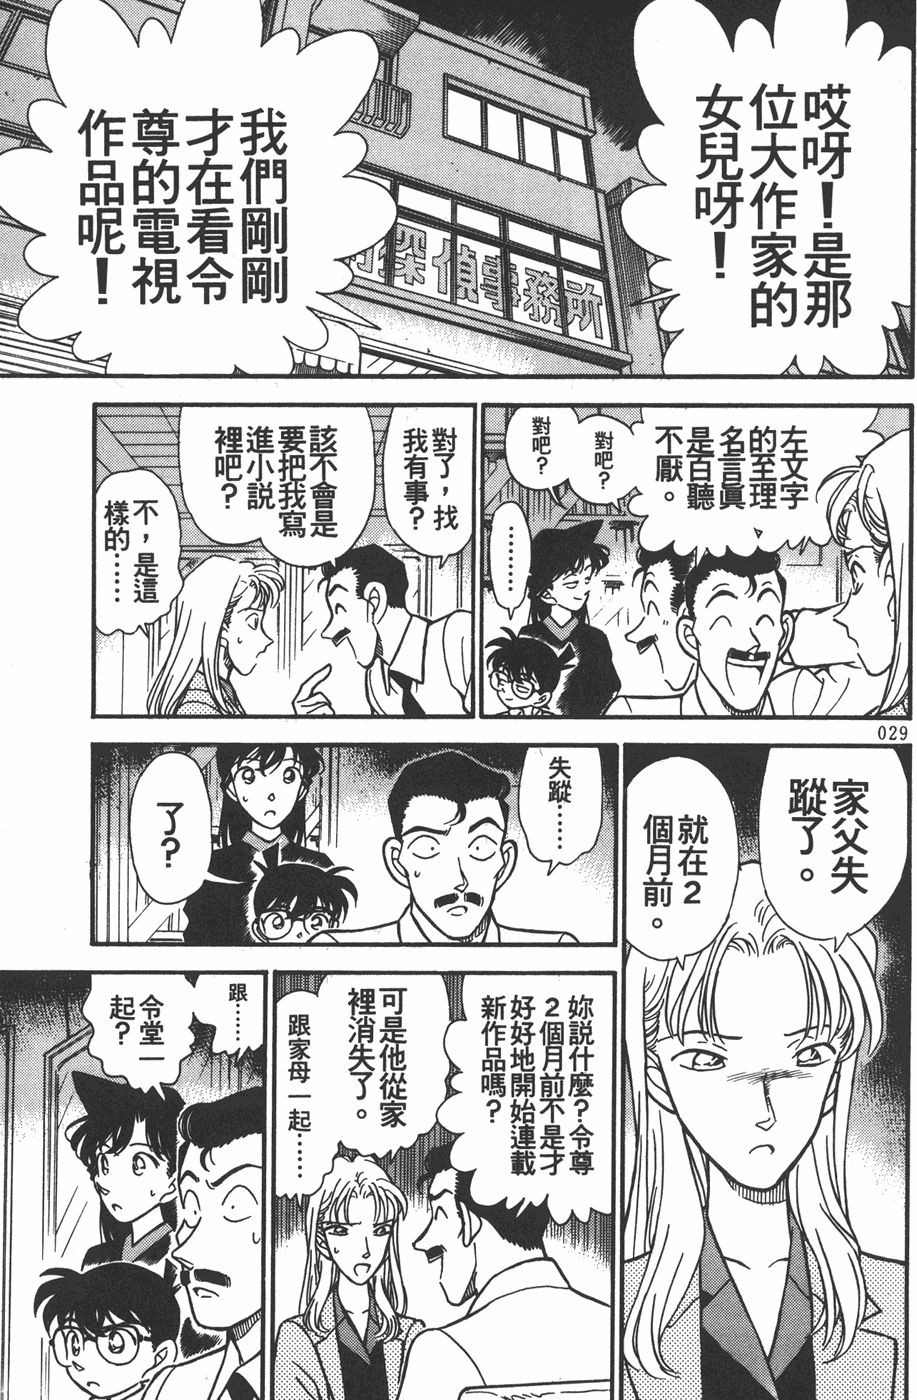 哎呀！是那
位大作家的
女兒呀！
我們剛剛
才在看令
尊的電視
作品呢！
探偵事務所
左文字
的至理
名言真
是百聽
不厭。
對吧？
對吧？
………
對了，找
我有事？
該不會是
要把我寫
進小說
裡吧？
不，是這
樣的……
029
家父失
蹤了。
就在2
個月前。
失蹤……
了？
妳說什麼？令尊
2個月前不是才
好好地開始連載
新作品嗎？
可是他從家
裡消失了。
跟家母一起……
跟……
令堂一
起？